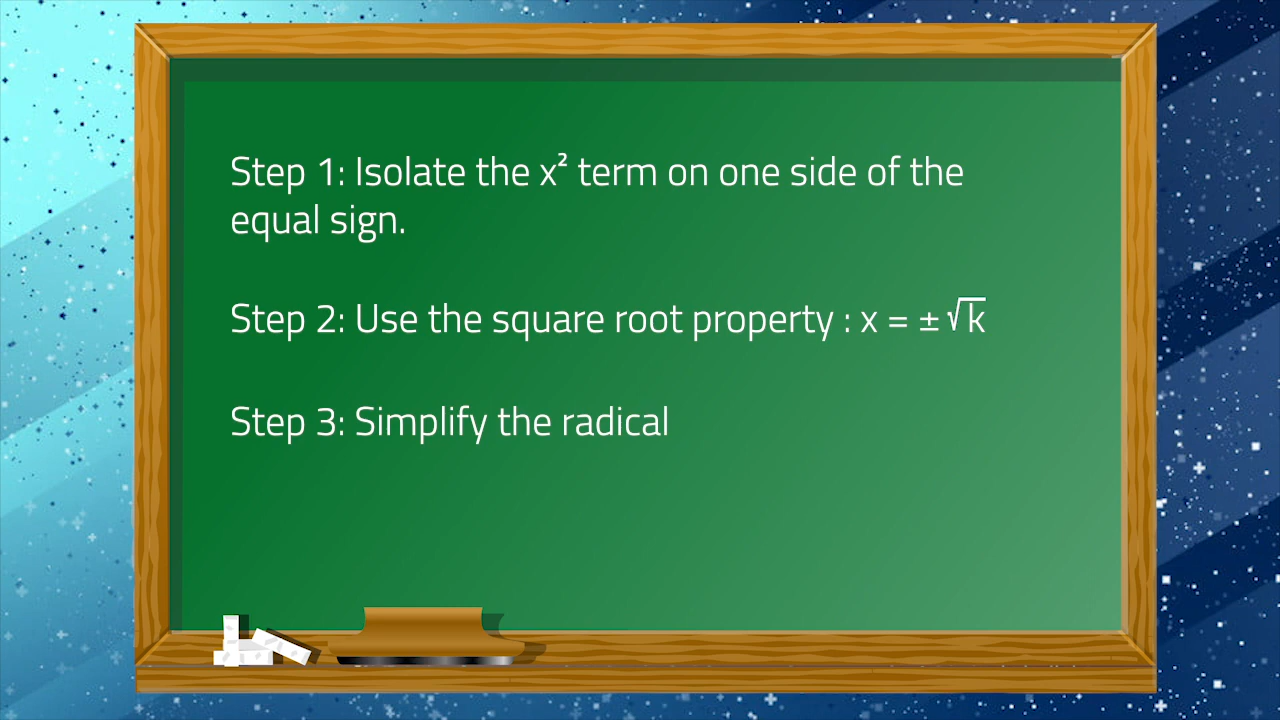 Step 1: Isolate the x² term on one side of the
equal sign.
Step 2: Use the square root property : x = ± √k
Step 3: Simplify the radical